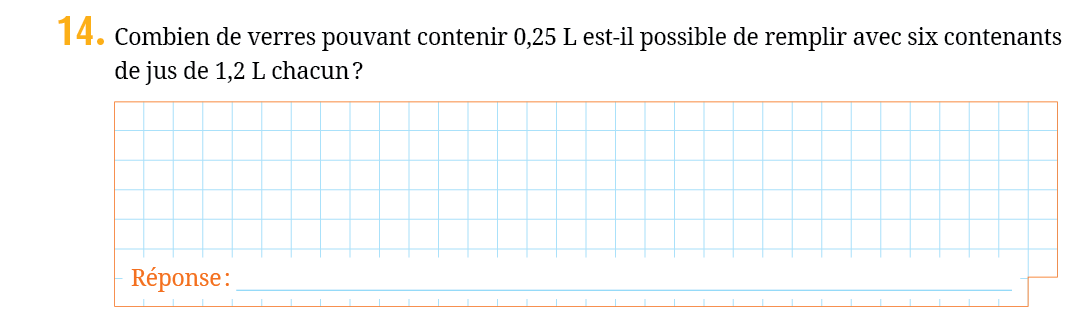 14. Combien de verres pouvant contenir 0,25 L est-il possible de remplir avec six contenants
de jus de 1,2 L chacun ?
Réponse :